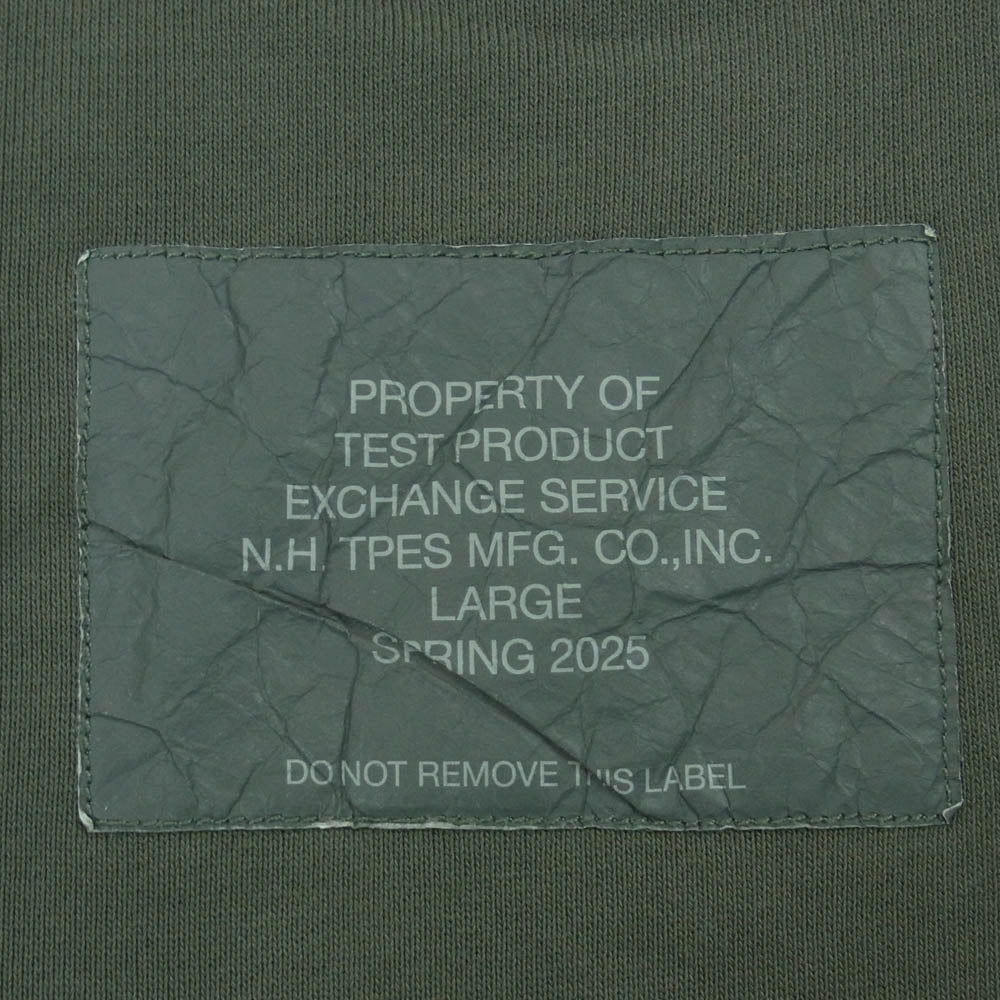 PROPERTY OF
TEST PRODUCT
EXCHANGE SERVICE
N.H. TPES MFG. CO.,INC.
LARGE
SPRING 2025
DO NOT REMOVE THIS LABEL